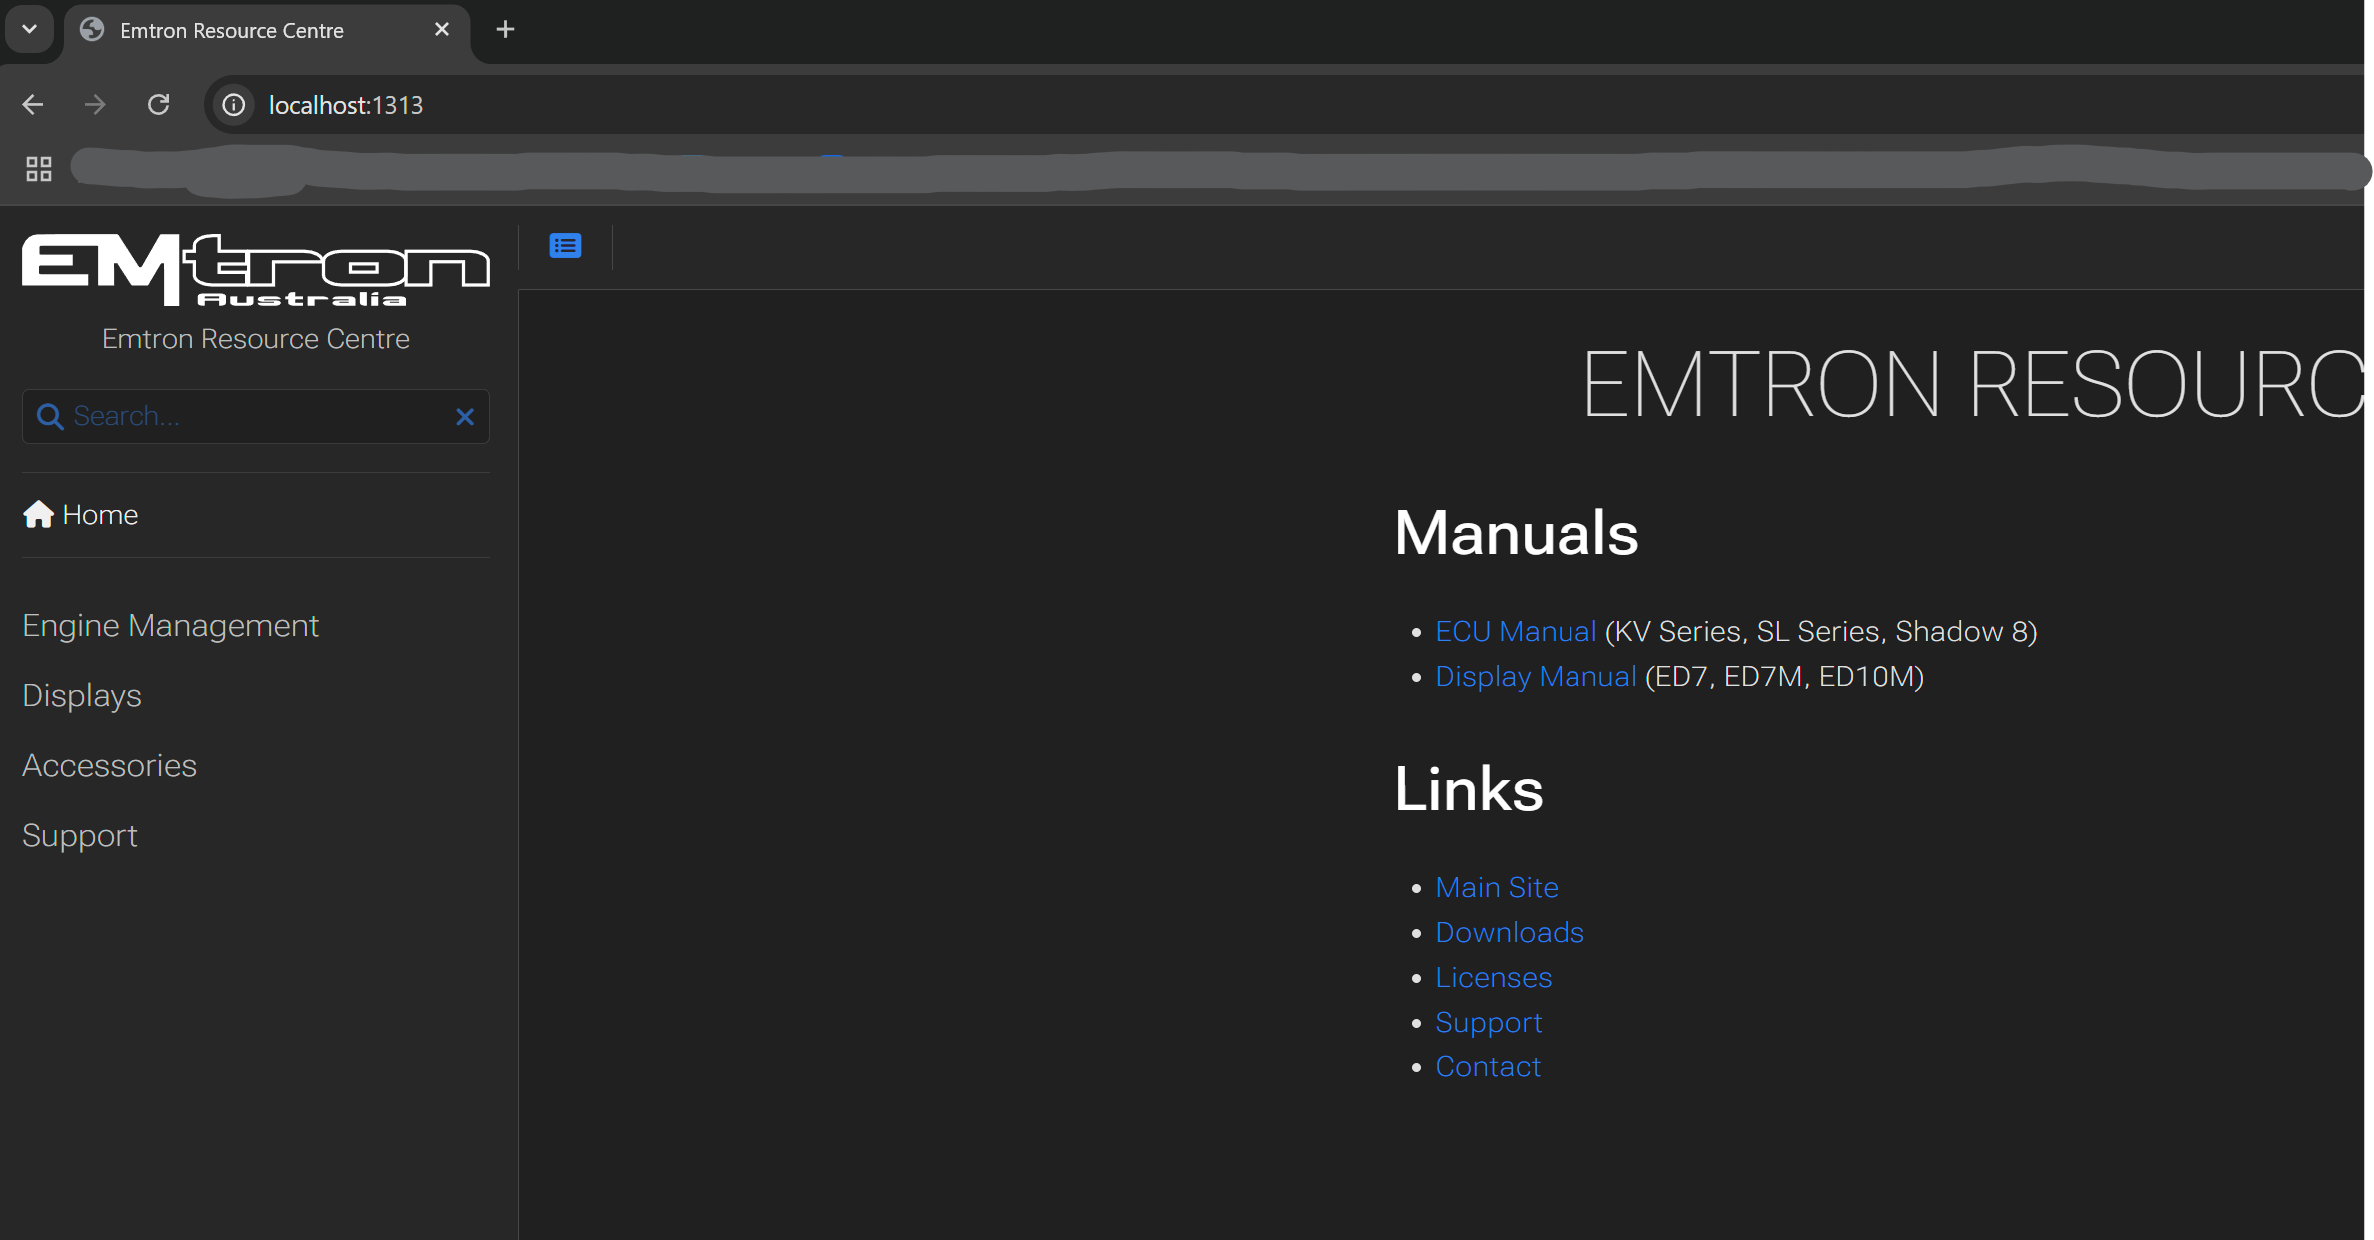 Emtron Resource Centre
localhost:1313
EMtron
Australia
Emtron Resource Centre
Search...
Home
Engine Management
Displays
Accessories
Support
EMTRON RESOURC
Manuals
ECU Manual (KV Series, SL Series, Shadow 8)
Display Manual (ED7, ED7M, ED10M)
Links
Main Site
Downloads
Licenses
Support
Contact